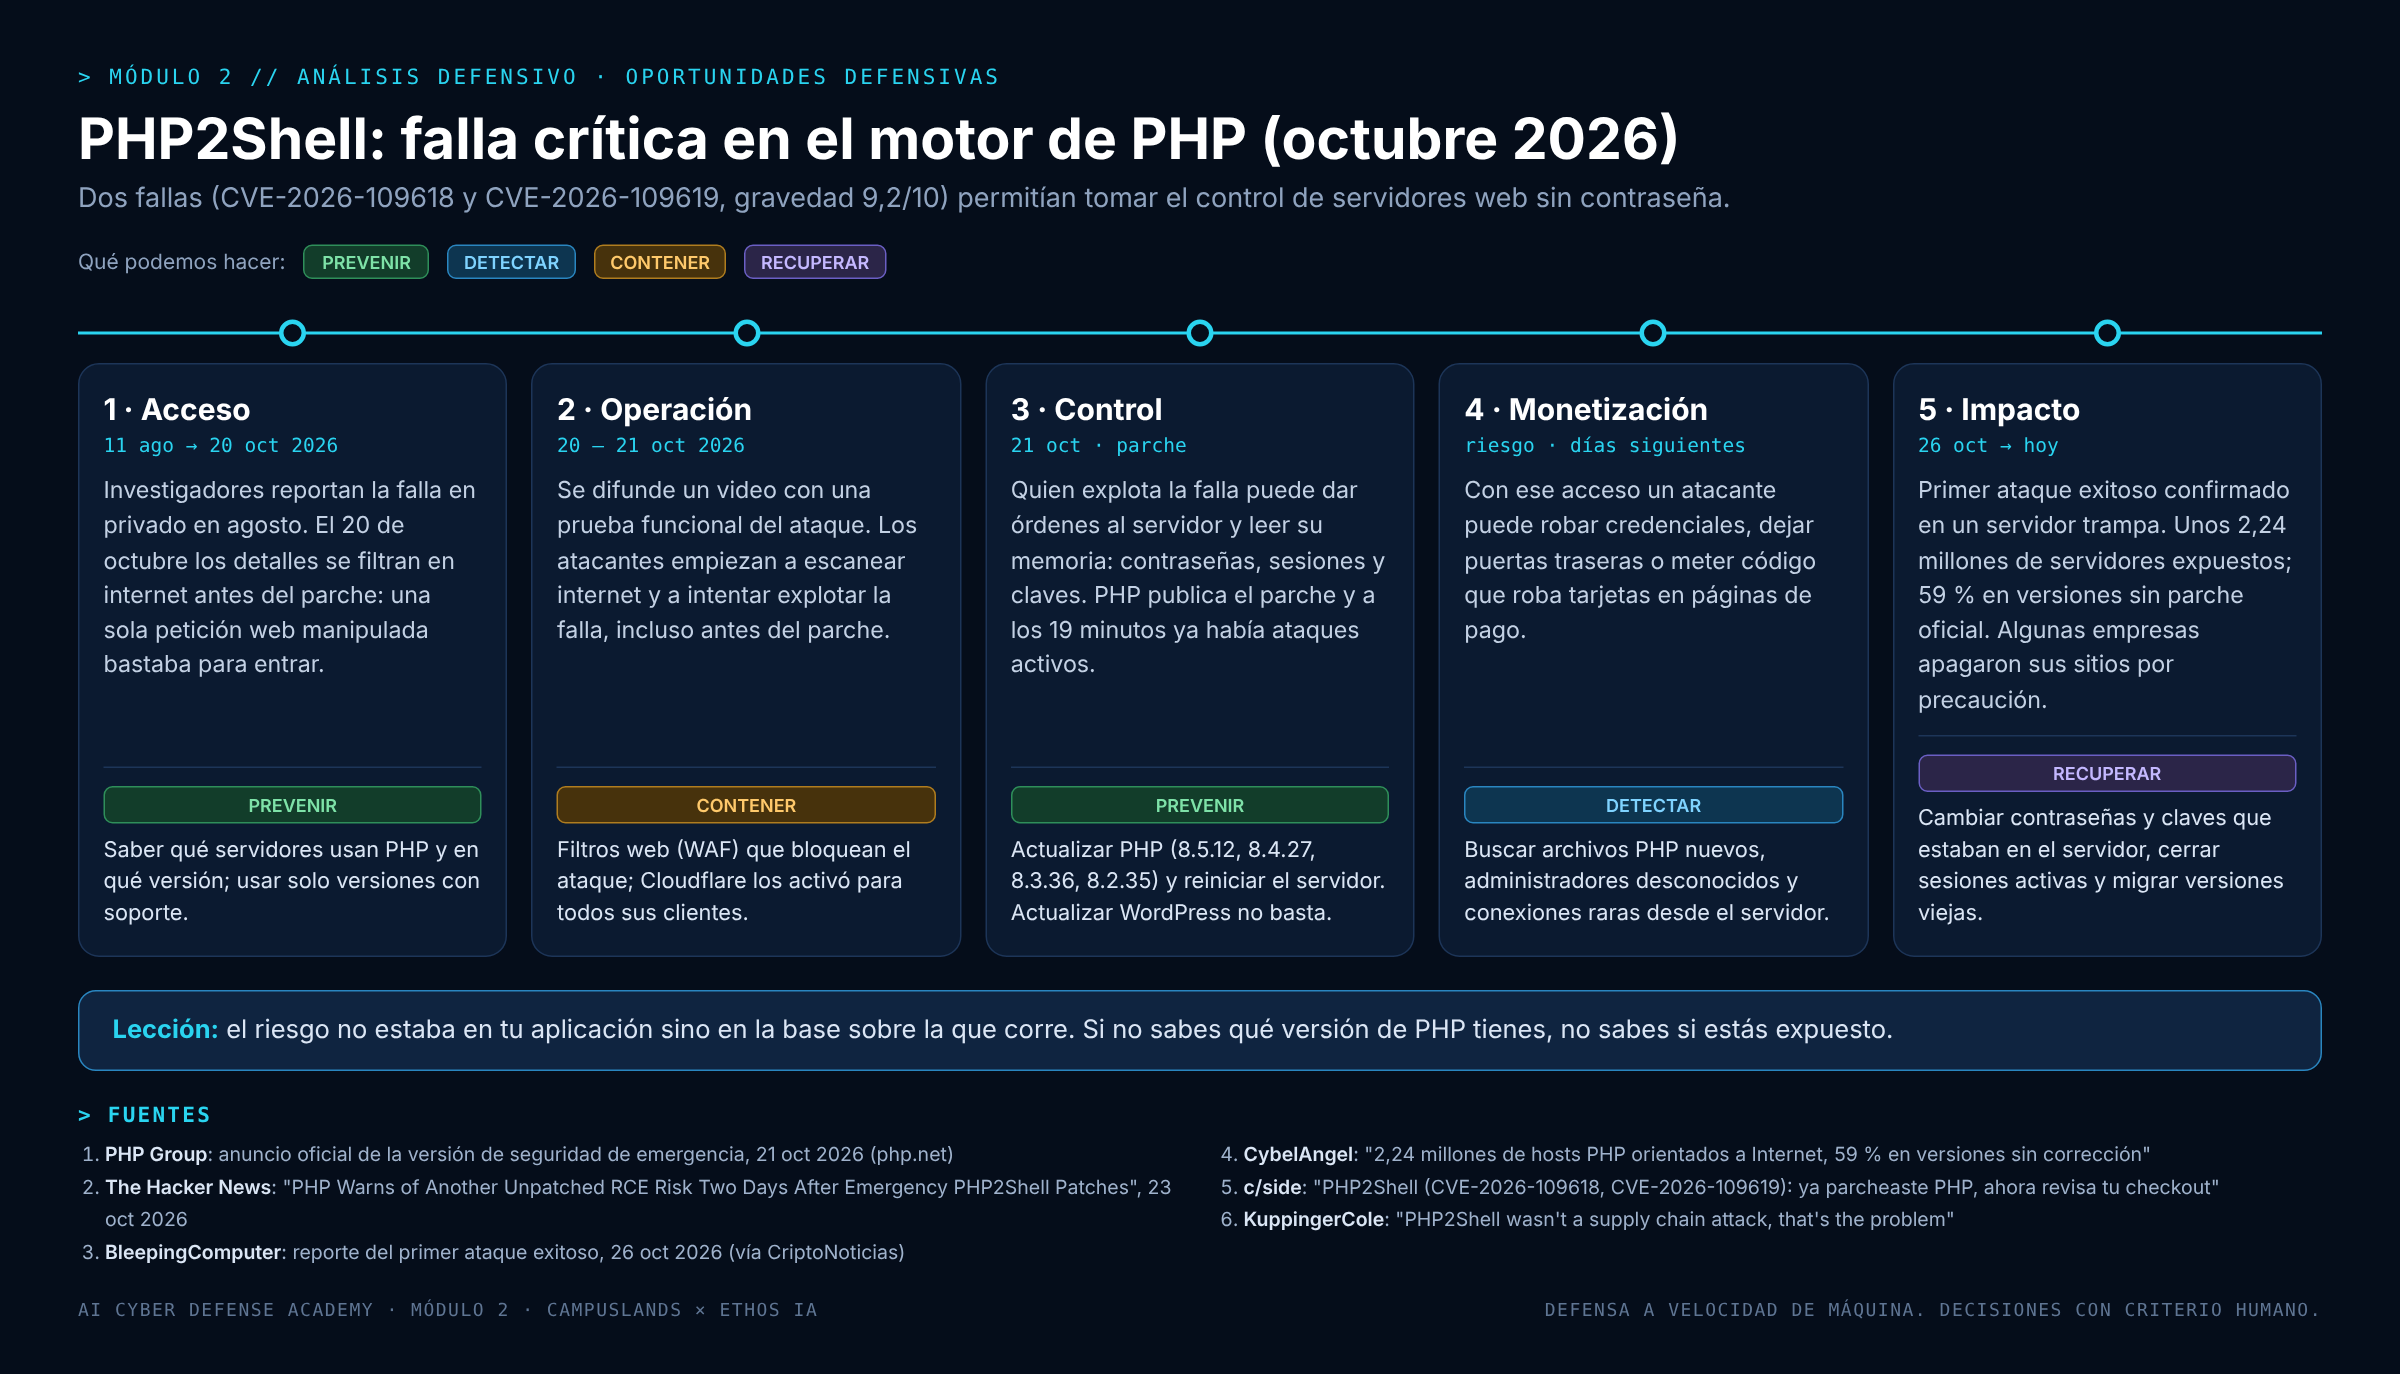 > MÓDULO 2 // ANÁLISIS DEFENSIVO · OPORTUNIDADES DEFENSIVAS
PHP2Shell: falla crítica en el motor de PHP (octubre 2026)
Dos fallas (CVE-2026-109618 y CVE-2026-109619, gravedad 9,2/10) permitían tomar el control de servidores web sin contraseña.
Qué podemos hacer: PREVENIR DETECTAR CONTENER RECUPERAR
1 · Acceso
11 ago → 20 oct 2026
Investigadores reportan la falla en
privado en agosto. El 20 de
octubre los detalles se filtran en
internet antes del parche: una
sola petición web manipulada
bastaba para entrar.
PREVENIR
Saber qué servidores usan PHP y en
qué versión; usar solo versiones con
soporte.
2 · Operación
20 – 21 oct 2026
Se difunde un video con una
prueba funcional del ataque. Los
atacantes empiezan a escanear
internet y a intentar explotar la
falla, incluso antes del parche.
CONTENER
Filtros web (WAF) que bloquean el
ataque; Cloudflare los activó para
todos sus clientes.
3 · Control
21 oct · parche
Quien explota la falla puede dar
órdenes al servidor y leer su
memoria: contraseñas, sesiones y
claves. PHP publica el parche y a
los 19 minutos ya había ataques
activos.
PREVENIR
Actualizar PHP (8.5.12, 8.4.27,
8.3.36, 8.2.35) y reiniciar el servidor.
Actualizar WordPress no basta.
4 · Monetización
riesgo · días siguientes
Con ese acceso un atacante
puede robar credenciales, dejar
puertas traseras o meter código
que roba tarjetas en páginas de
pago.
DETECTAR
Buscar archivos PHP nuevos,
administradores desconocidos y
conexiones raras desde el servidor.
5 · Impacto
26 oct → hoy
Primer ataque exitoso confirmado
en un servidor trampa. Unos 2,24
millones de servidores expuestos;
59 % en versiones sin parche
oficial. Algunas empresas
apagaron sus sitios por
precaución.
RECUPERAR
Cambiar contraseñas y claves que
estaban en el servidor, cerrar
sesiones activas y migrar versiones
viejas.
Lección: el riesgo no estaba en tu aplicación sino en la base sobre la que corre. Si no sabes qué versión de PHP tienes, no sabes si estás expuesto.
> FUENTES
1. PHP Group: anuncio oficial de la versión de seguridad de emergencia, 21 oct 2026 (php.net)
2. The Hacker News: "PHP Warns of Another Unpatched RCE Risk Two Days After Emergency PHP2Shell Patches", 23
oct 2026
3. BleepingComputer: reporte del primer ataque exitoso, 26 oct 2026 (vía CriptoNoticias)
4. CybelAngel: "2,24 millones de hosts PHP orientados a Internet, 59 % en versiones sin corrección"
5. c/side: "PHP2Shell (CVE-2026-109618, CVE-2026-109619): ya parcheaste PHP, ahora revisa tu checkout"
6. KuppingerCole: "PHP2Shell wasn't a supply chain attack, that's the problem"
AI CYBER DEFENSE ACADEMY · MÓDULO 2 · CAMPUSLANDS × ETHOS IA
DEFENSA A VELOCIDAD DE MÁQUINA. DECISIONES CON CRITERIO HUMANO.